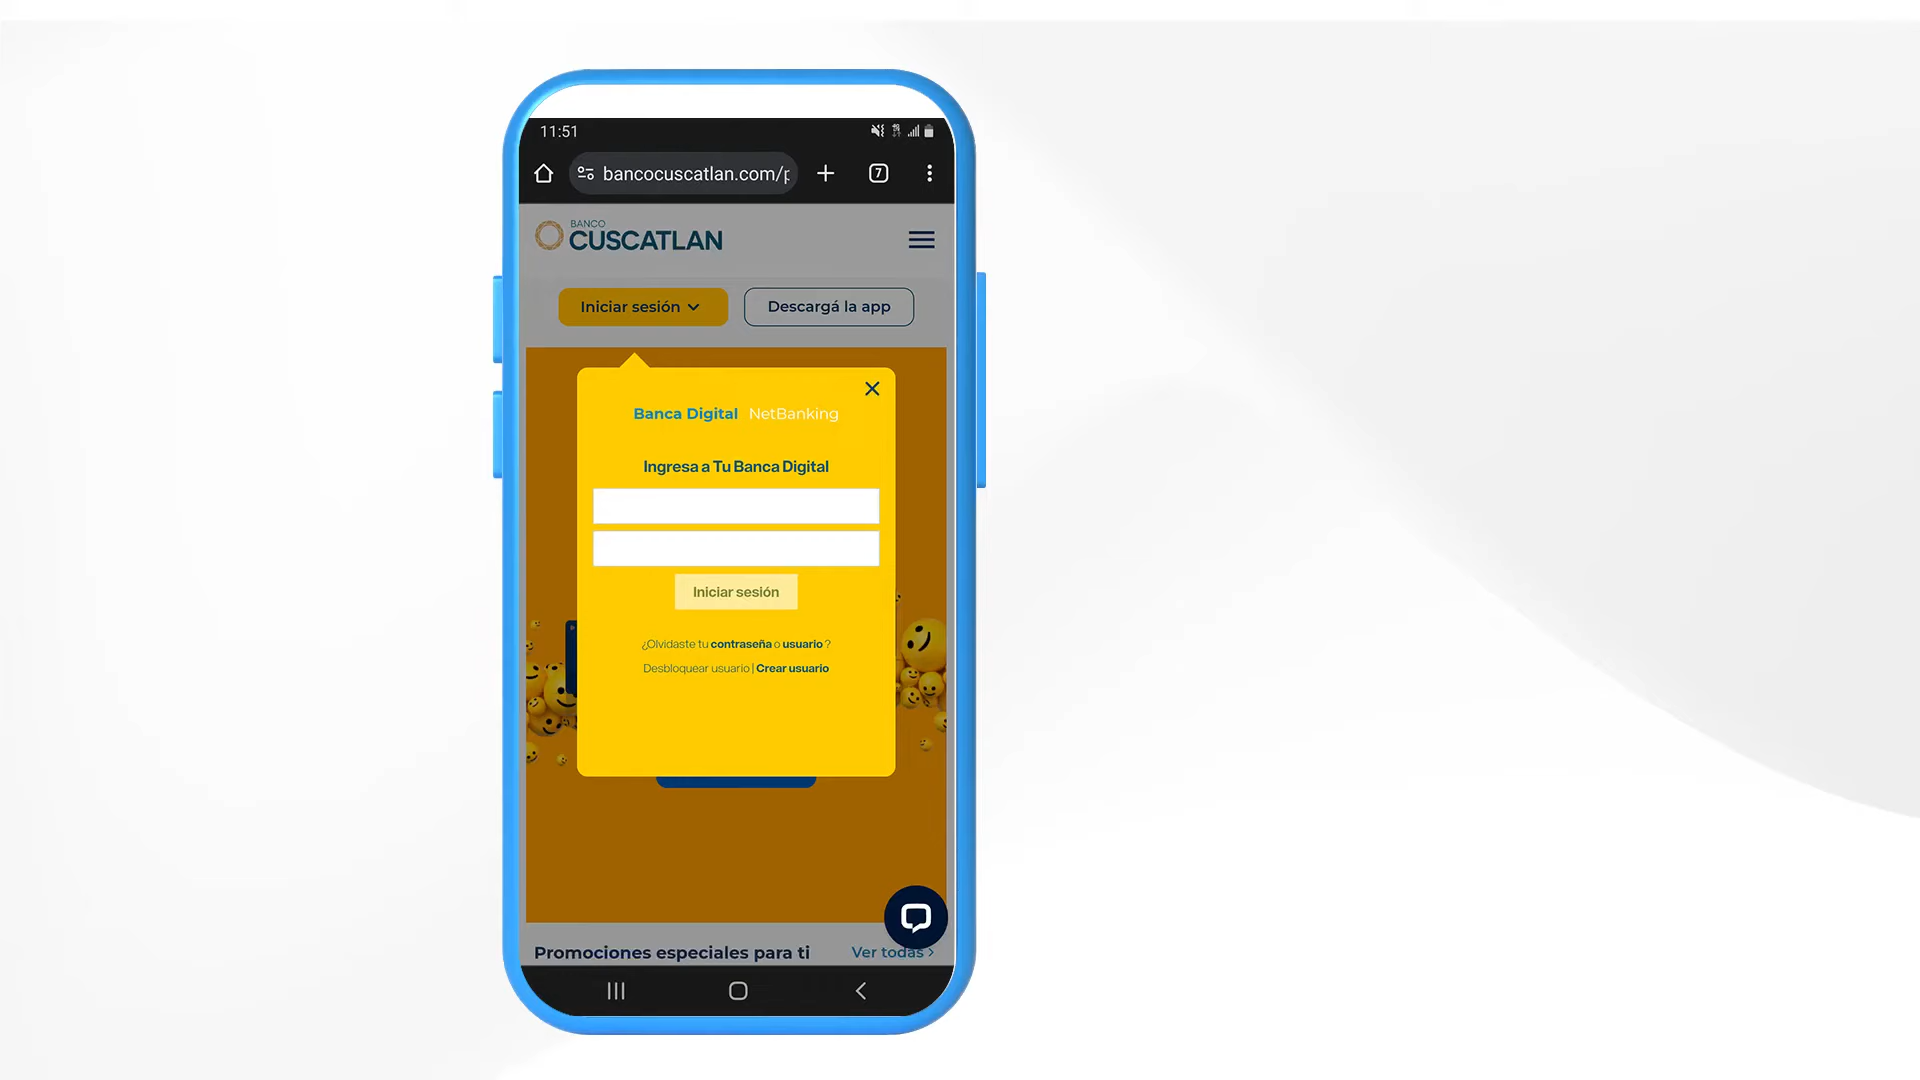 11:51
bancocuscatlan.com/p
7
BANCO
CUSCATLAN
Iniciar sesión
Descargá la app
Banca Digital NetBanking
Ingresa a Tu Banca Digital
Iniciar sesión
¿Olvidaste tu contraseña o usuario ?
Desbloquear usuario | Crear usuario
Promociones especiales para ti
Ver todas >